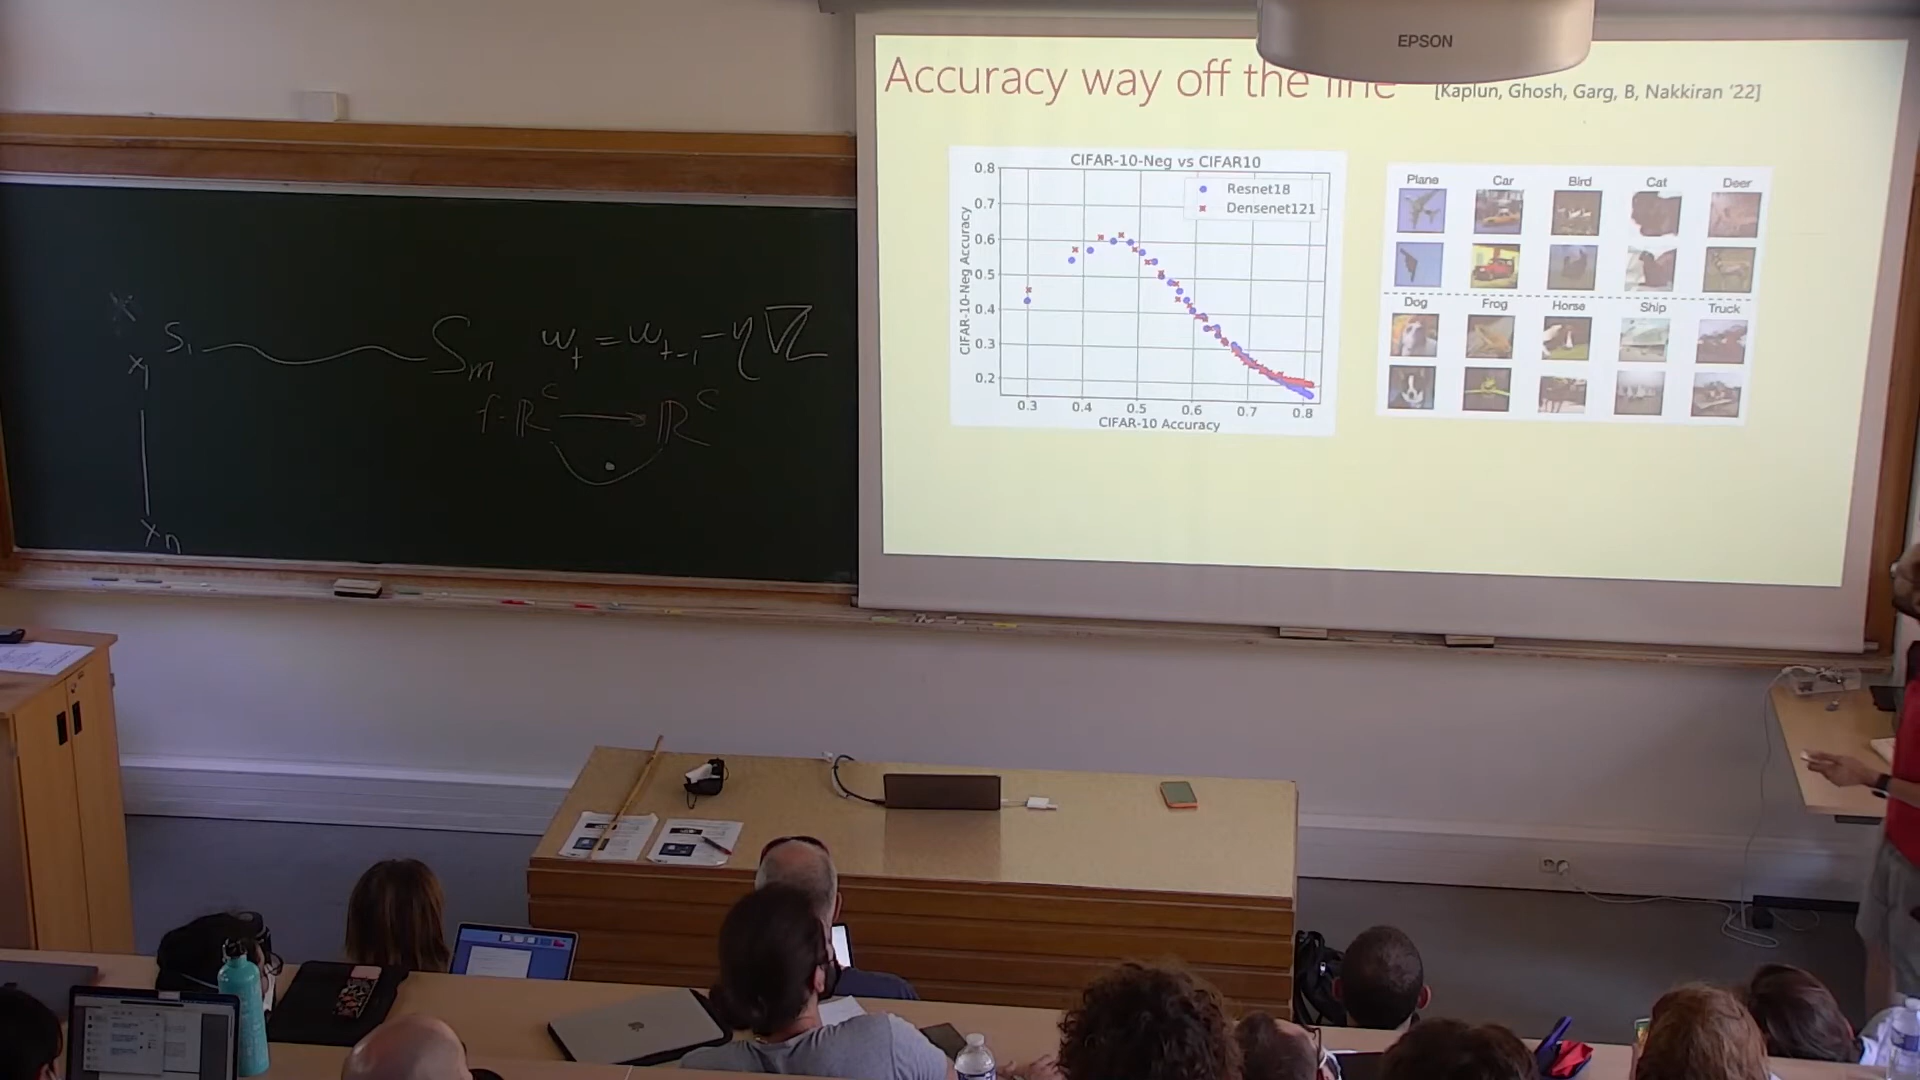 EPSON
Accuracy way off the line [Kaplun, Ghosh, Garg, B, Nakkiran '22]
CIFAR-10-Neg vs CIFAR10
Resnet18
Densenet121
CIFAR-10-Neg Accuracy
0.8
0.7
0.6
0.5
0.4
0.3
0.2
0.3 0.4 0.5 0.6 0.7 0.8
CIFAR-10 Accuracy
Plane Car Bird Cat Deer
Dog Frog Horse Ship Truck
x₁
xₙ
S₁ Sₘ
w_t = w_{t-1} - η∇L
f: ℝ^C → ℝ^C